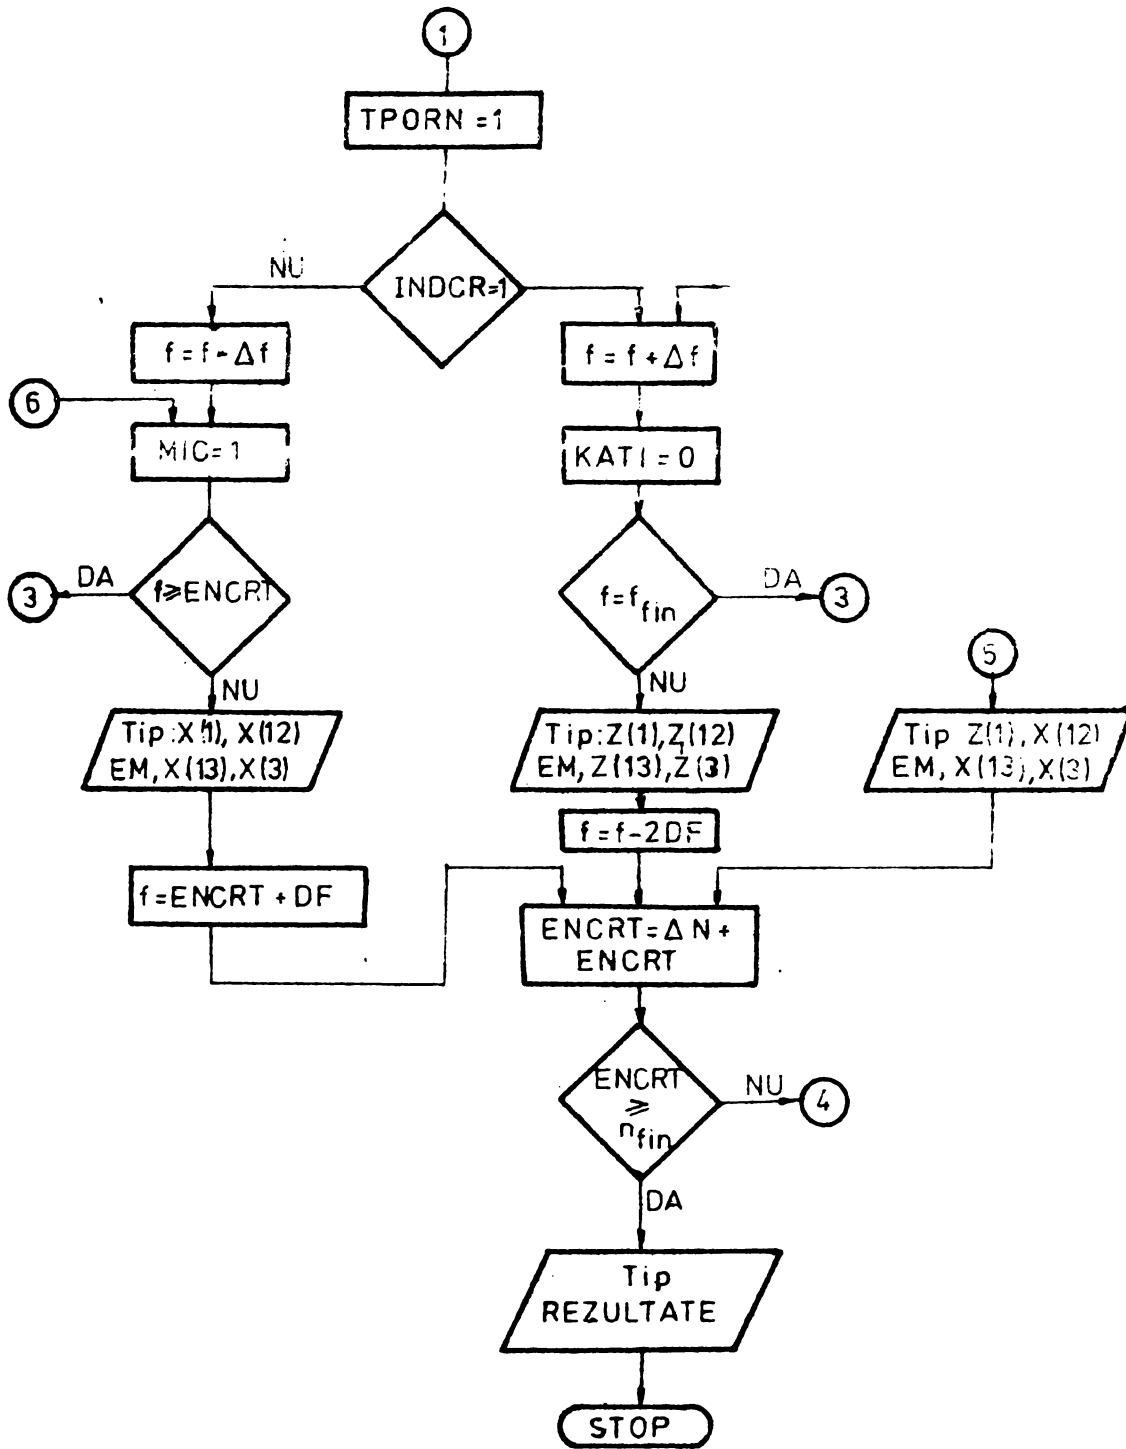 1
TPORN = 1
INDCR=1
NU
f = f - Δf
f = f + Δf
6
MIC= 1
KATI = 0
f⩾ENCRT
DA
3
f=f fin
DA
3
NU
NU
5
Tip:X(1), X(12)
EM, X(13), X(3)
Tip:Z(1), Z(12)
EM, Z(13), Z(3)
Tip Z(1), X(12)
EM, X(13), X(3)
f=f-2DF
f=ENCRT + DF
ENCRT=Δ N +
ENCRT
ENCRT
⩾
n fin
NU
4
DA
Tip
REZULTATE
STOP